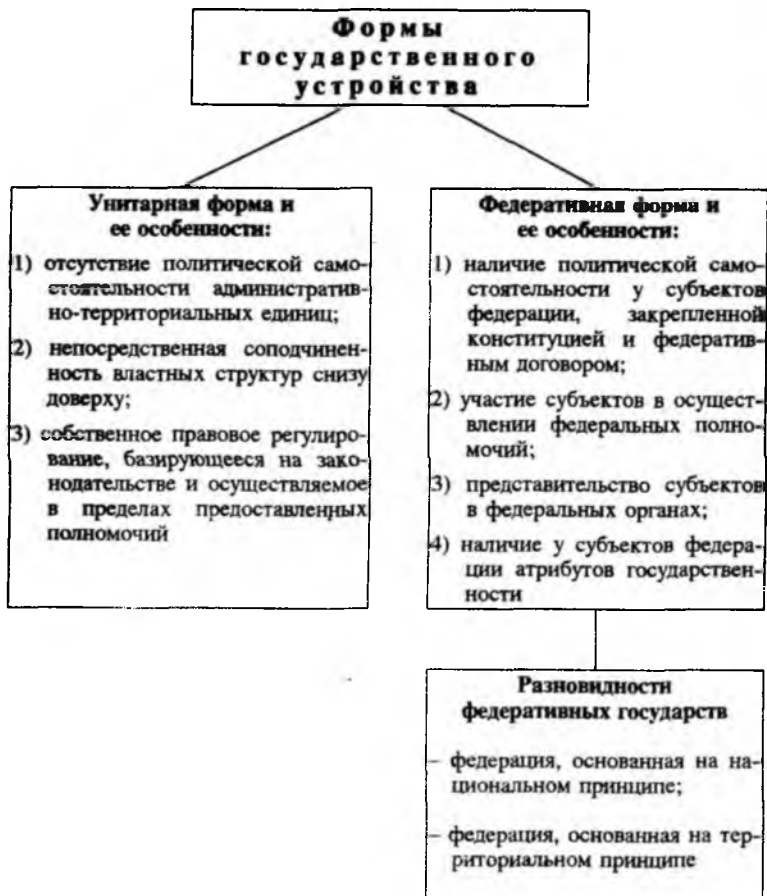 Формы
государственного
устройства
Унитарная форма и
ее особенности:
1) отсутствие политической само-
стоятельности административ-
но-территориальных единиц;
2) непосредственная соподчинен-
ность властных структур снизу
доверху;
3) собственное правовое регулиро-
вание, базирующееся на зако-
нодательстве и осуществляемое
в пределах предоставленных
полномочий
Федеративная форма и
ее особенности:
1) наличие политической само-
стоятельности у субъектов
федерации, закрепленной
конституцией и федератив-
ным договором;
2) участие субъектов в осущест-
влении федеральных полно-
мочий;
3) представительство субъектов
в федеральных органах;
4) наличие у субъектов федера-
ции атрибутов государствен-
ности
Разновидности
федеративных государств
– федерация, основанная на на-
циональном принципе;
– федерация, основанная на тер-
риториальном принципе